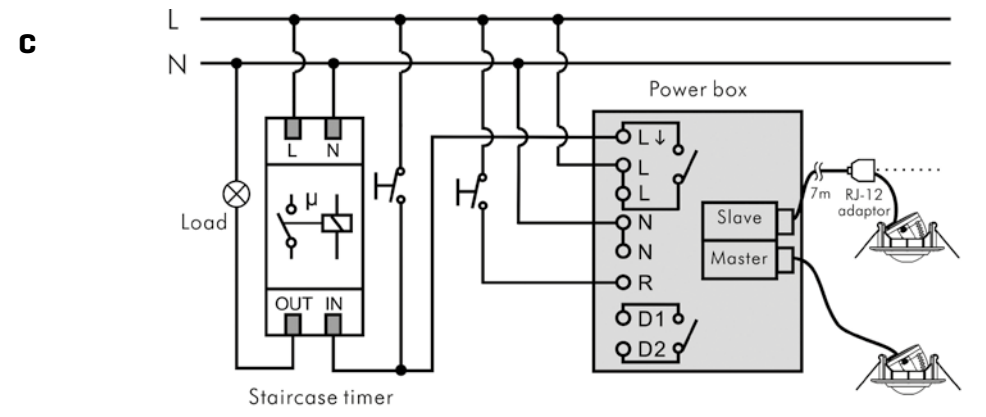 C
L
N
Power box
L N
µ
Load
OUT IN
Staircase timer
L ↓
L
L
N
N
R
D1
D2
Slave
Master
7m
RJ-12
adaptor